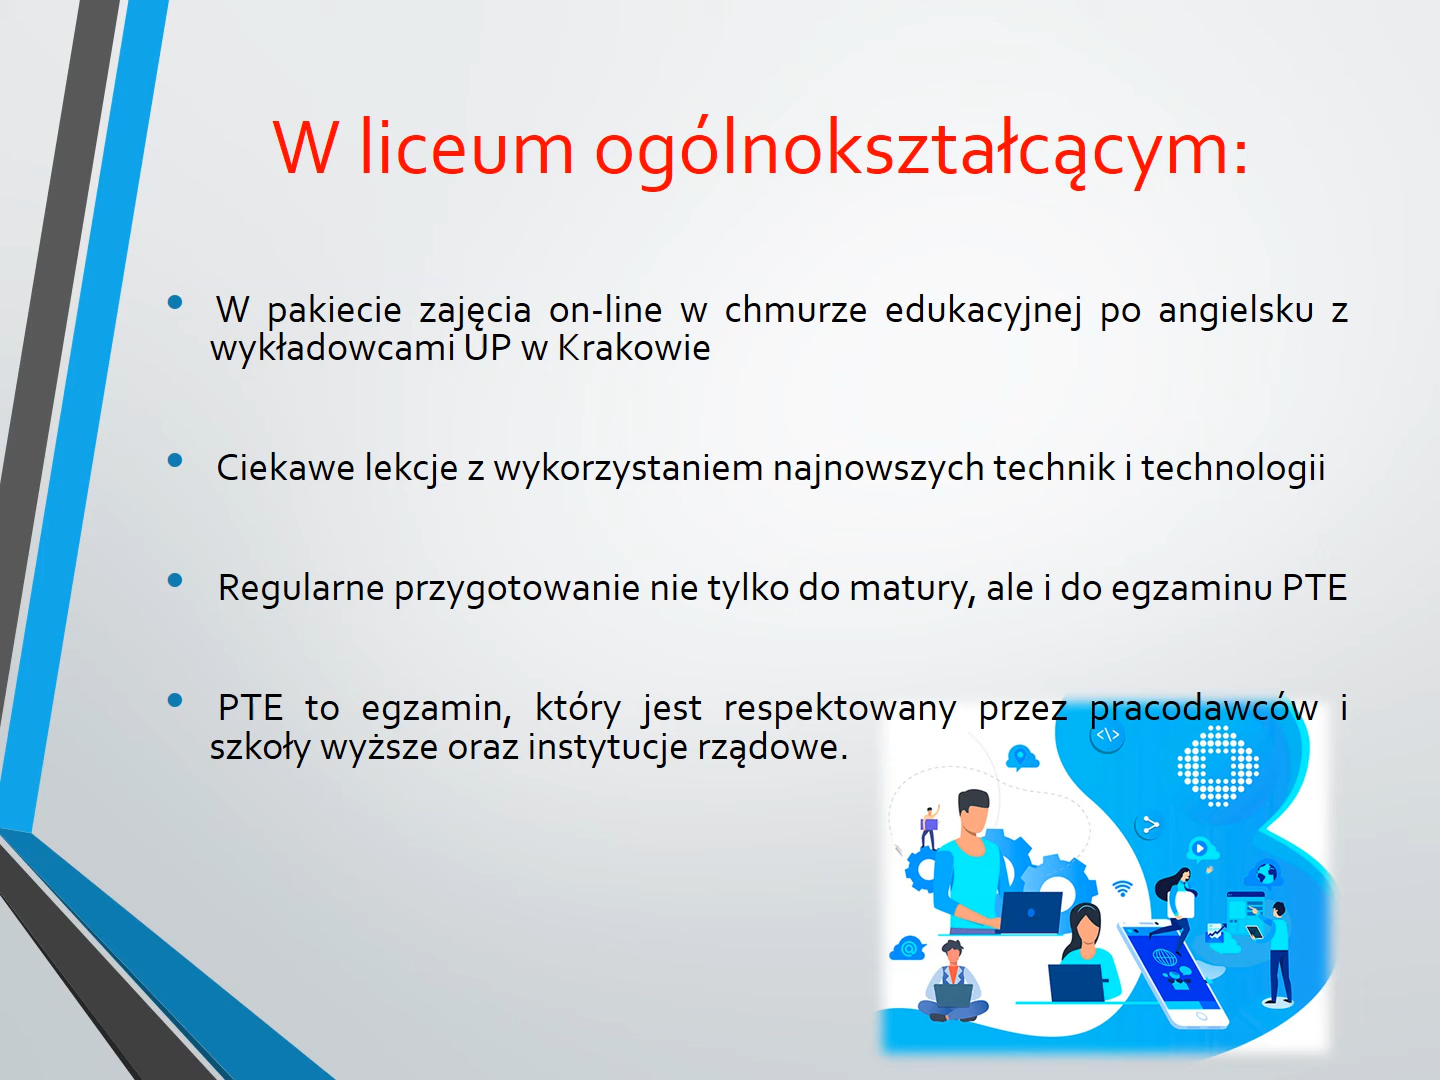 W liceum ogólnokształcącym:
• W pakiecie zajęcia on-line w chmurze edukacyjnej po angielsku z
wykładowcami UP w Krakowie
• Ciekawe lekcje z wykorzystaniem najnowszych technik i technologii
• Regularne przygotowanie nie tylko do matury, ale i do egzaminu PTE
• PTE to egzamin, który jest respektowany przez pracodawców i
szkoły wyższe oraz instytucje rządowe.